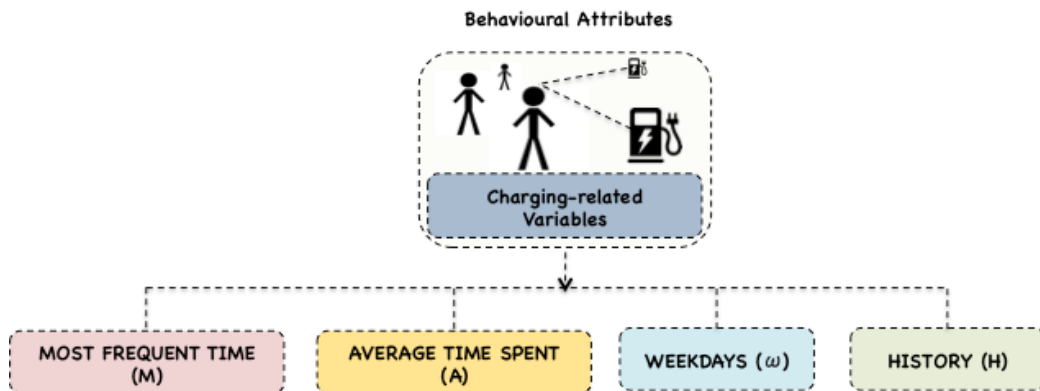 Behavioural Attributes
Charging-related
Variables
MOST FREQUENT TIME
(M)
AVERAGE TIME SPENT
(A)
WEEKDAYS (ω)
HISTORY (H)